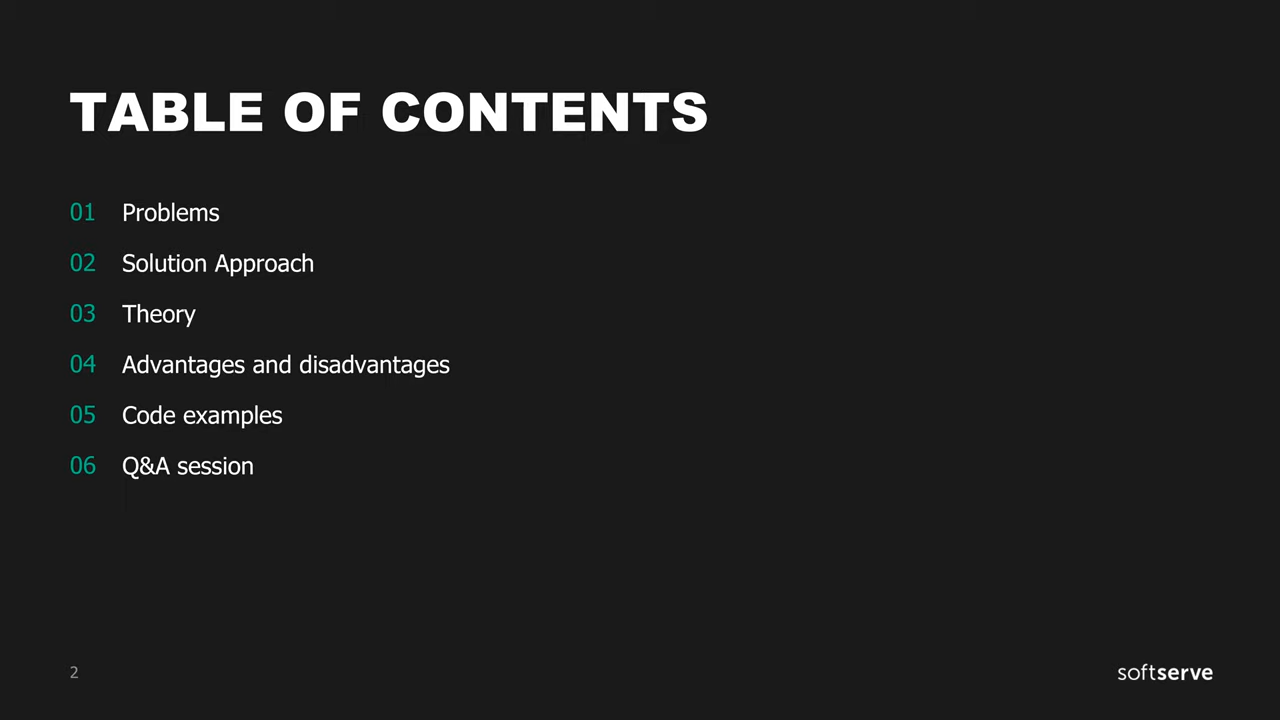 TABLE OF CONTENTS
01 Problems
02 Solution Approach
03 Theory
04 Advantages and disadvantages
05 Code examples
06 Q&A session
2
softserve